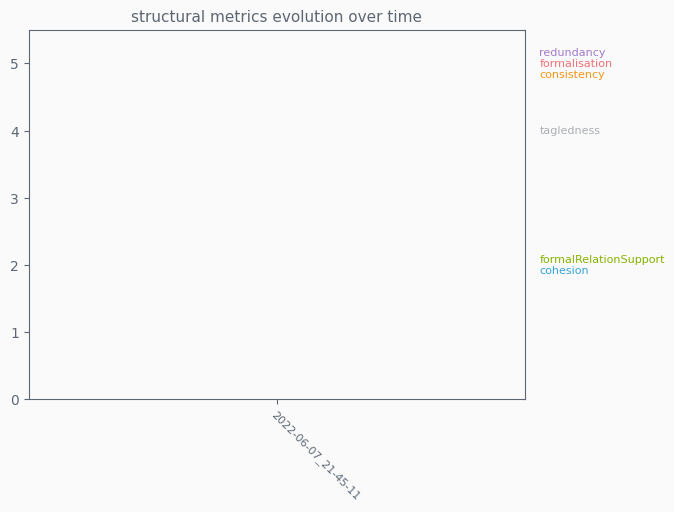 structural metrics evolution over time
5
4
3
2
1
0
2022-06-07_21-45-11
redundancy
formalisation
consistency
tagledness
formalRelationSupport
cohesion